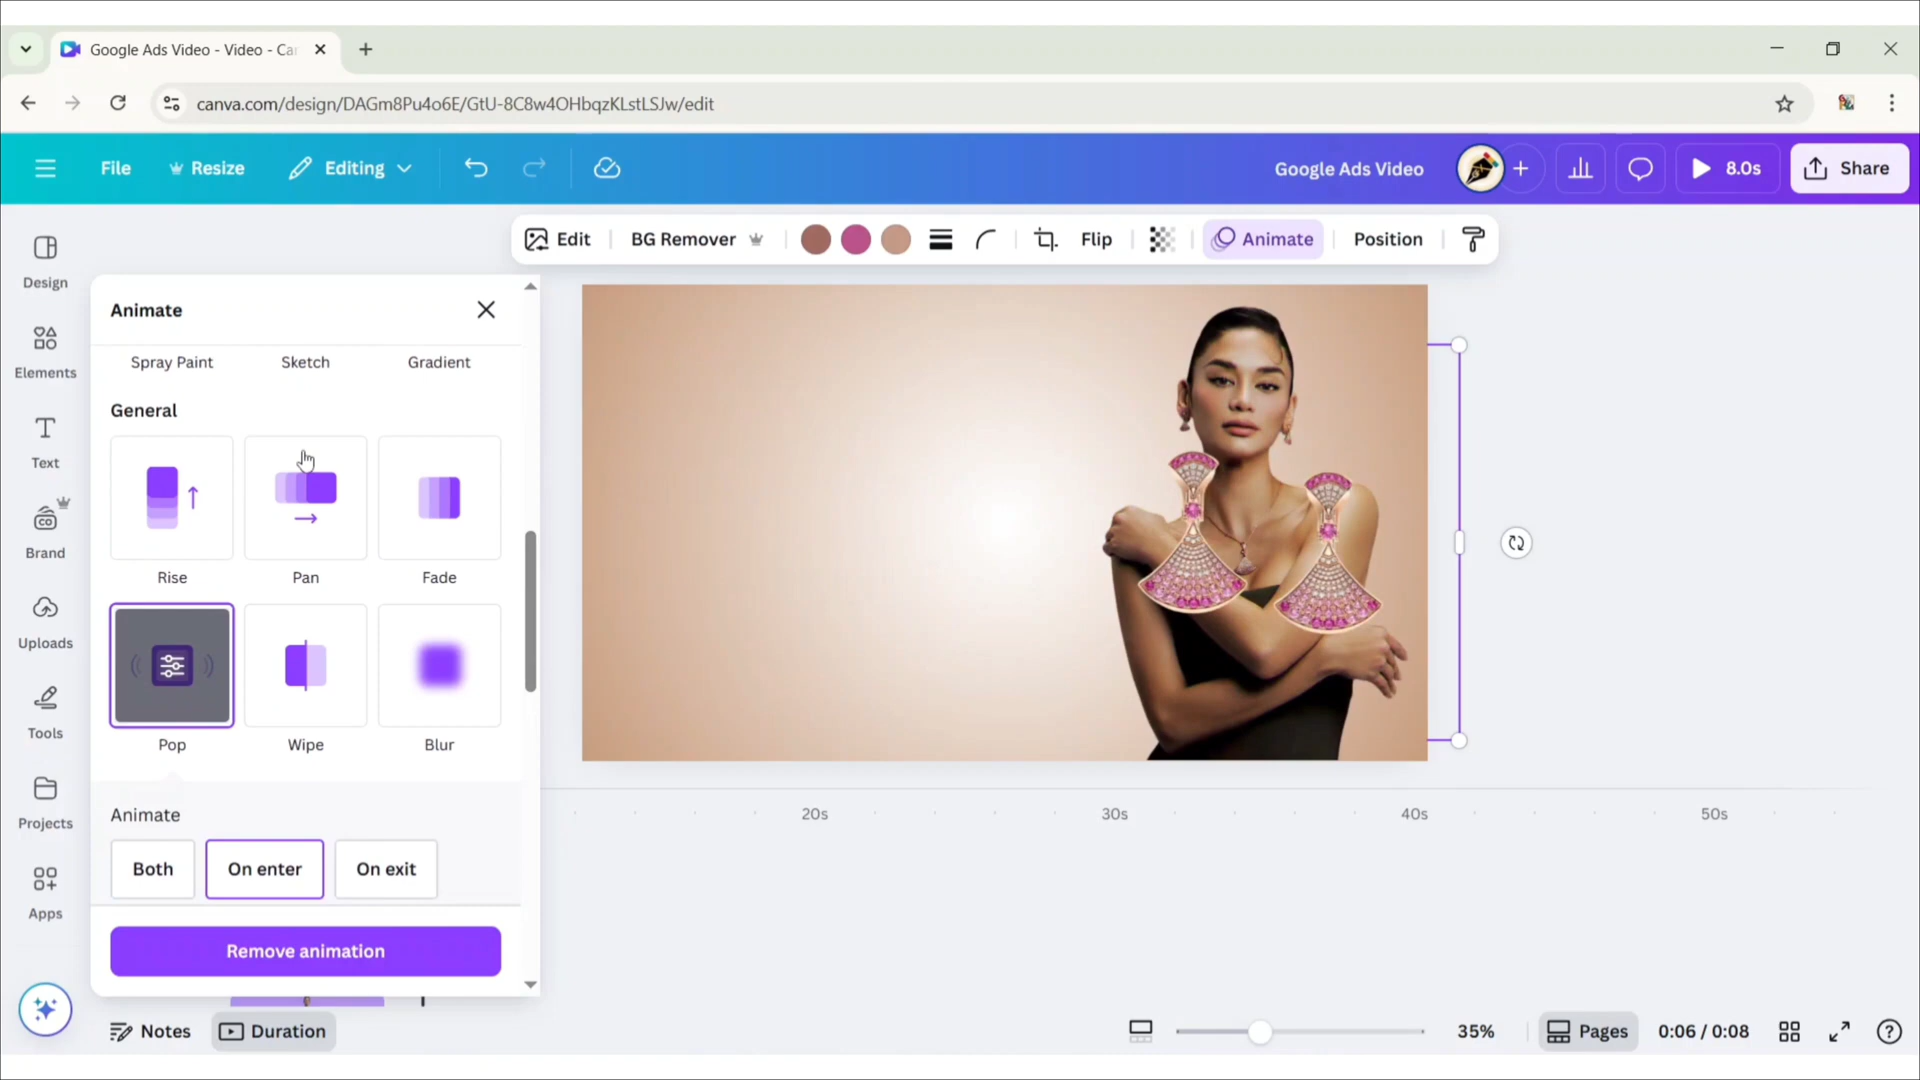 Google Ads Video - Video - Ca
canva.com/design/DAGm8Pu4o6E/GtU-8C8w4OHbqzKLstLSJw/edit
File
Resize
Editing
Google Ads Video
8.0s
Share
Edit
BG Remover
Flip
Animate
Position
Design
Elements
Text
Brand
Uploads
Tools
Projects
Apps
Animate
Spray Paint
Sketch
Gradient
General
Rise
Pan
Fade
Pop
Wipe
Blur
Animate
Both
On enter
On exit
Remove animation
20s
30s
40s
50s
Notes
Duration
35%
Pages
0:06 / 0:08